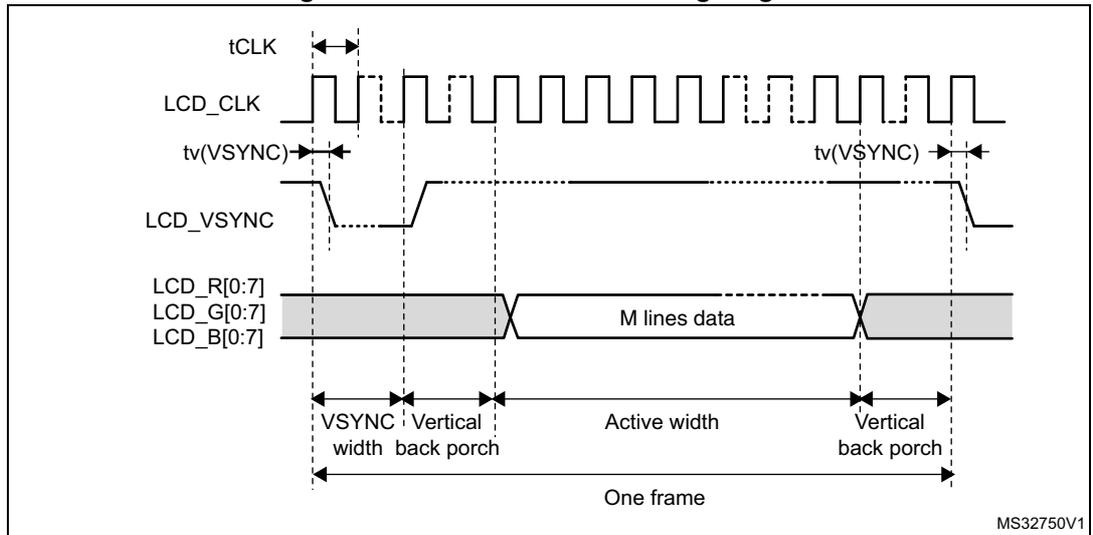 tCLK
LCD_CLK
tv(VSYNC)
tv(VSYNC)
LCD_VSYNC
LCD_R[0:7]
LCD_G[0:7]
LCD_B[0:7]
M lines data
VSYNC width
Vertical back porch
Active width
Vertical back porch
One frame
MS32750V1